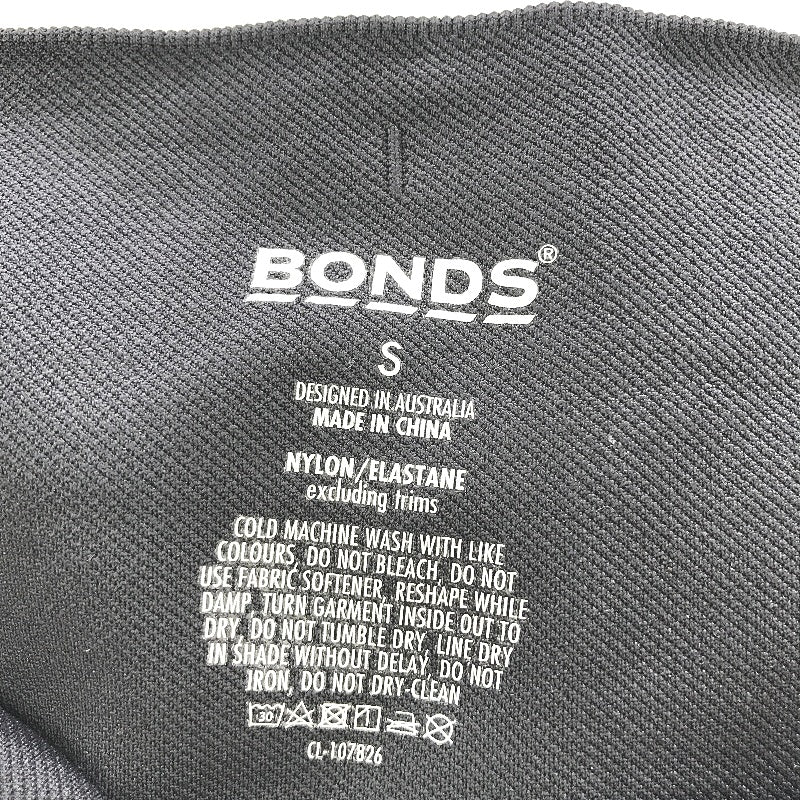 BONDS®
S
DESIGNED IN AUSTRALIA
MADE IN CHINA
NYLON/ELASTANE
excluding trims
COLD MACHINE WASH WITH LIKE
COLOURS, DO NOT BLEACH, DO NOT
USE FABRIC SOFTENER, RESHAPE WHILE
DAMP, TURN GARMENT INSIDE OUT TO
DRY, DO NOT TUMBLE DRY, LINE DRY
IN SHADE WITHOUT DELAY, DO NOT
IRON, DO NOT DRY-CLEAN
30
CL-107826